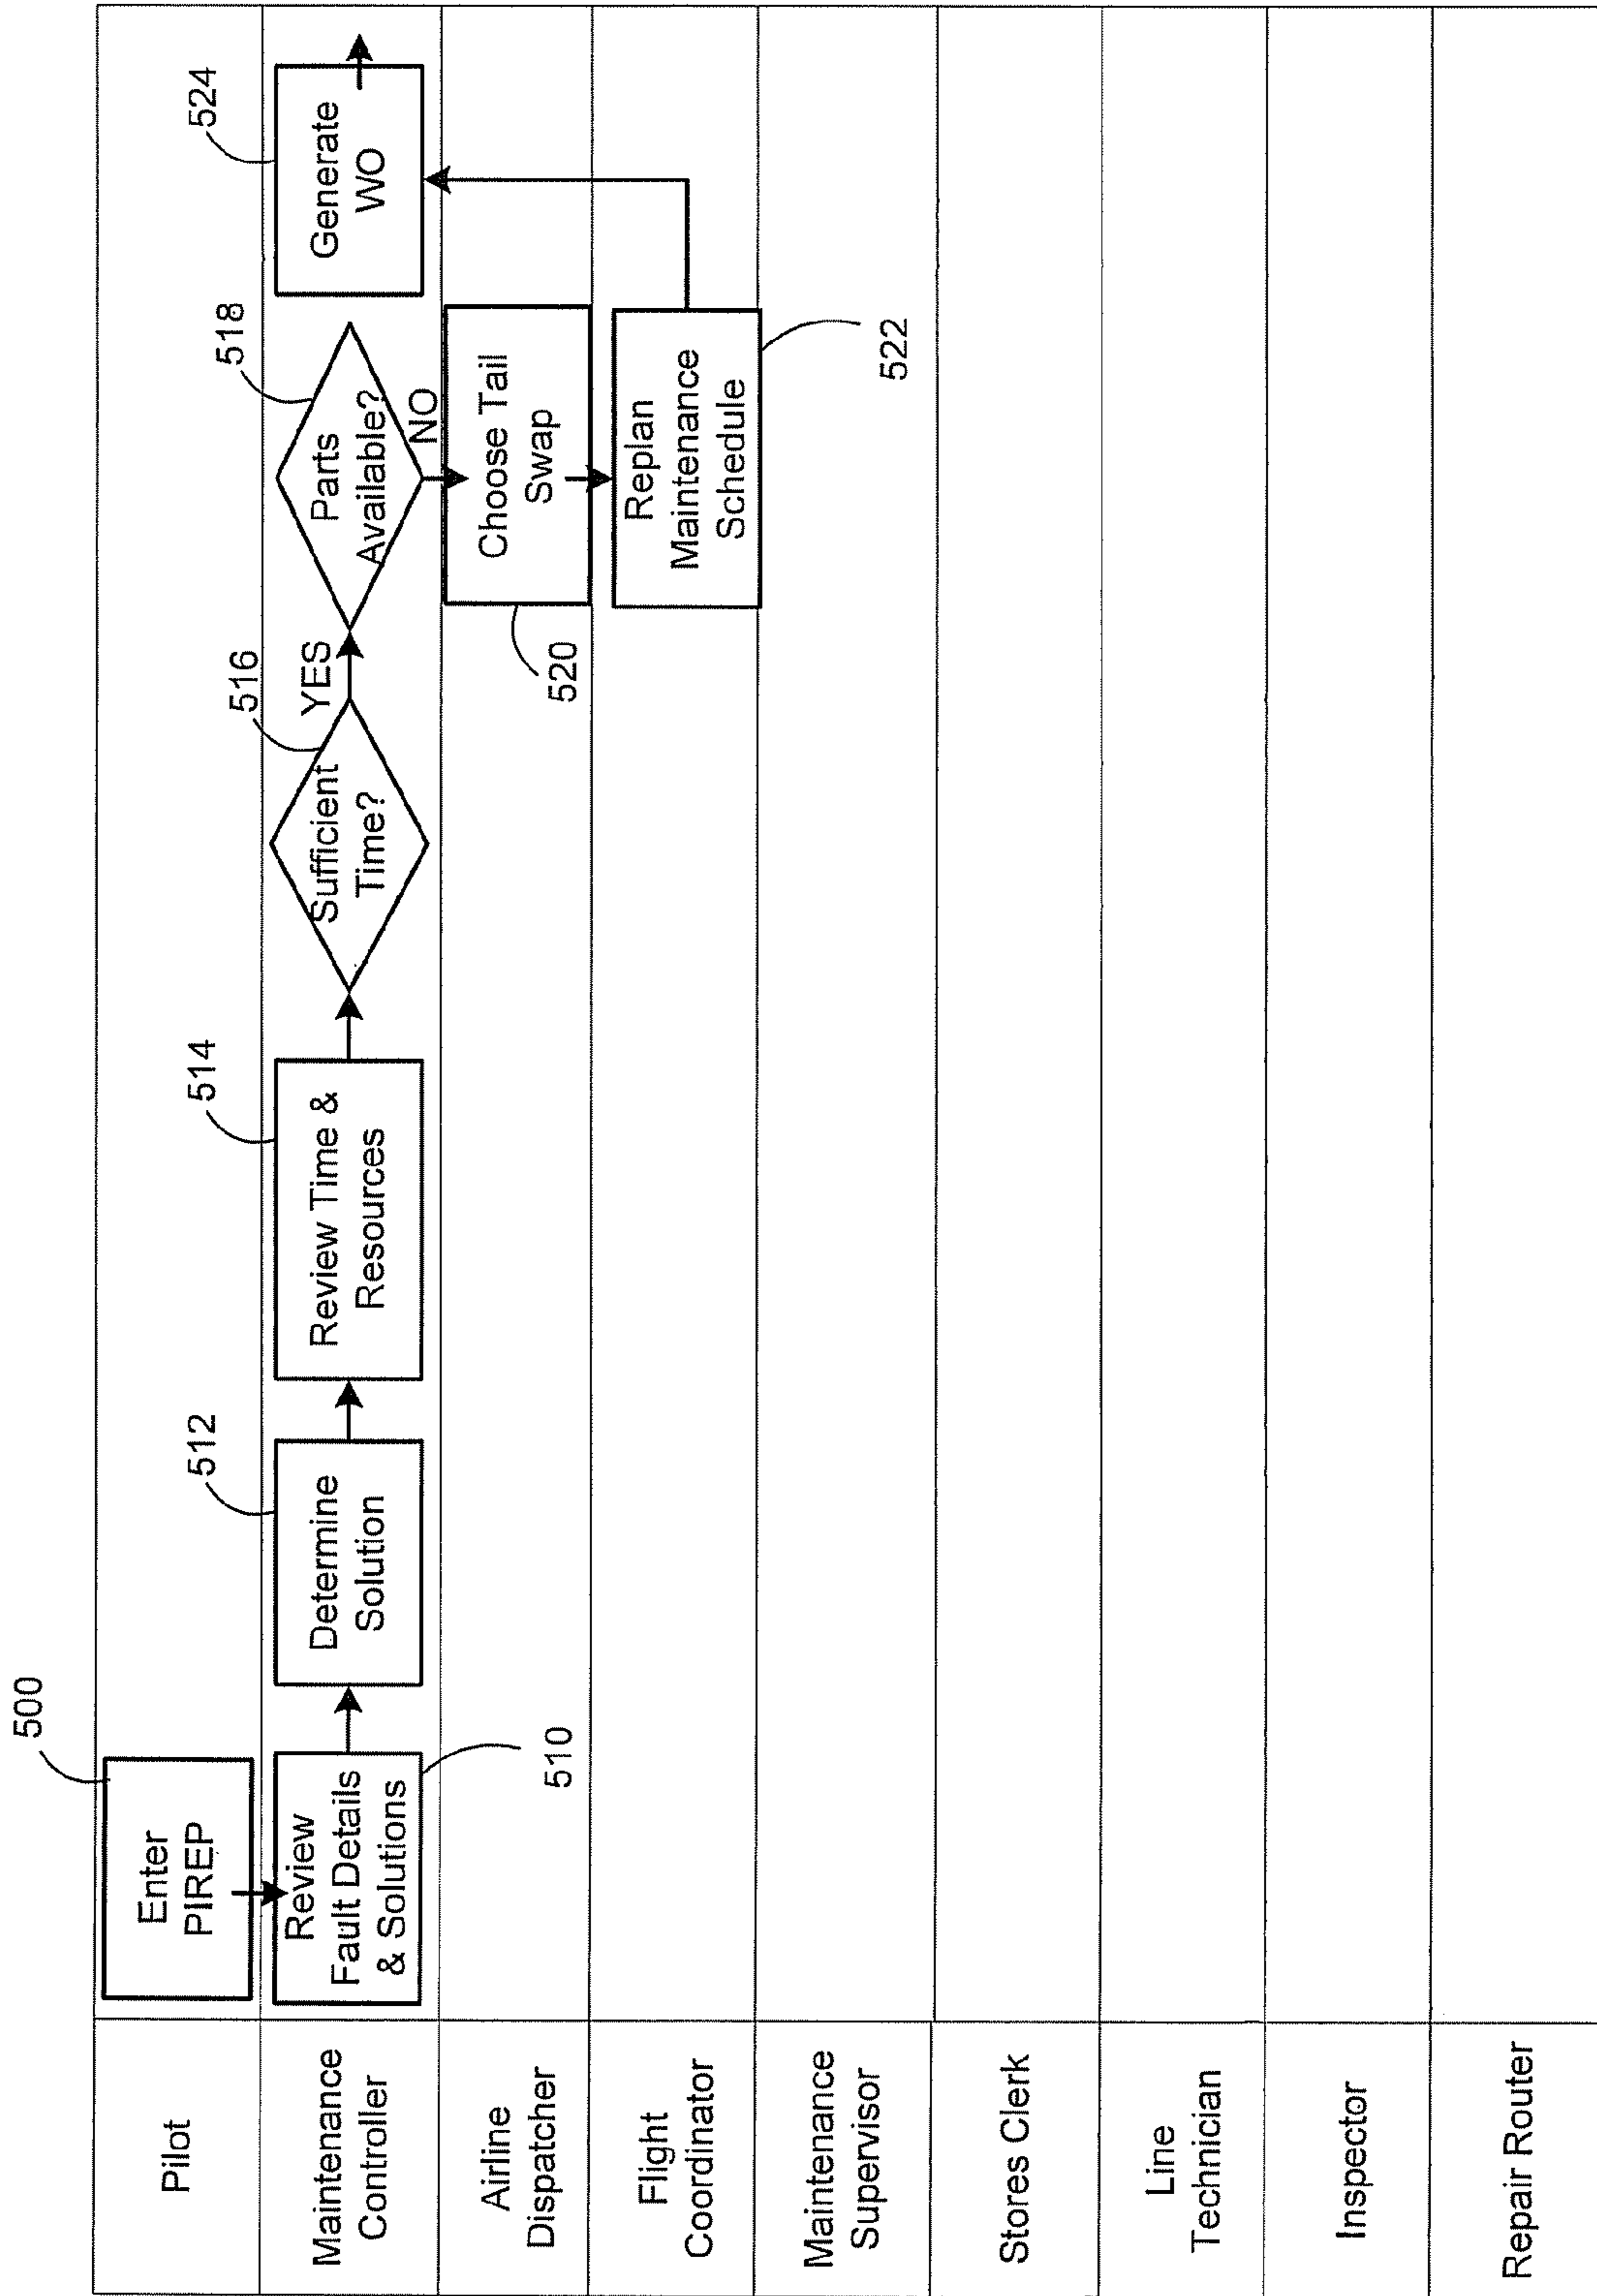 Pilot
500
Enter
PIREP
Maintenance
Controller
Review
Fault Details
& Solutions
510
Determine
Solution
512
Review Time &
Resources
514
Sufficient
Time?
516
YES
Parts
Available?
518
NO
Generate
WO
524
Airline
Dispatcher
Choose Tail
Swap
520
Flight
Coordinator
Replan
Maintenance
Schedule
522
Maintenance
Supervisor
Stores Clerk
Line
Technician
Inspector
Repair Router